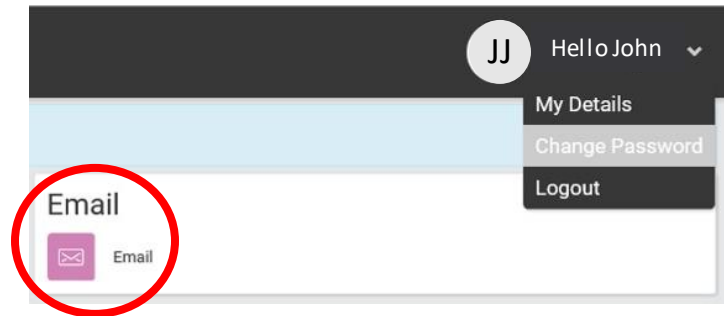 JJ Hello John
My Details
Change Password
Logout
Email
Email